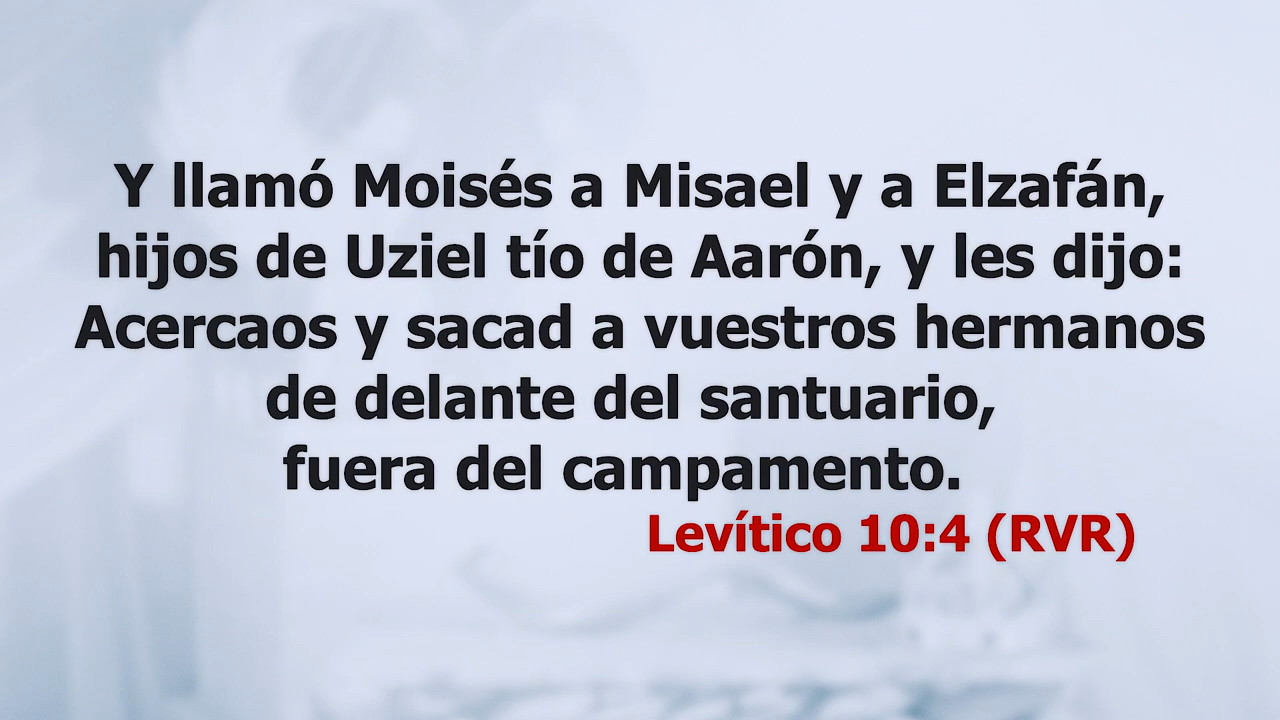 Y llamó Moisés a Misael y a Elzafán,
hijos de Uziel tío de Aarón, y les dijo:
Acercaos y sacad a vuestros hermanos
de delante del santuario,
fuera del campamento.
Levítico 10:4 (RVR)